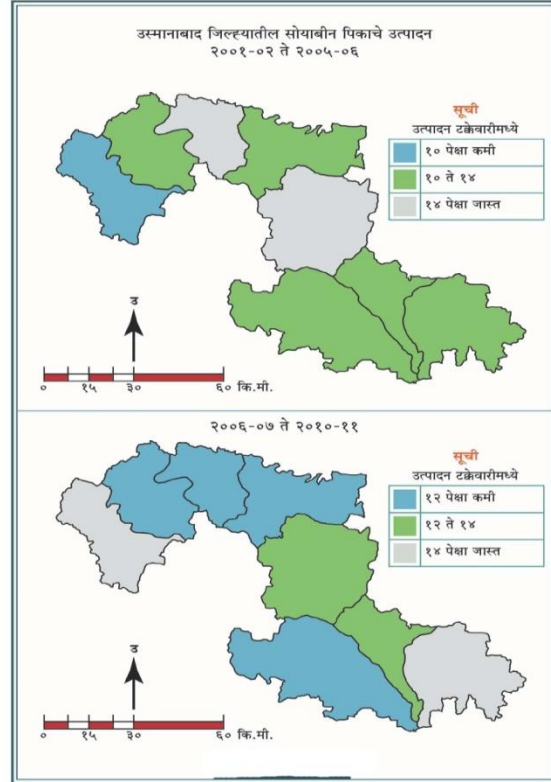 उस्मानाबाद जिल्ह्यातील सोयाबीन पिकाचे उत्पादन
२००१-०२ ते २००५-०६
सूची
उत्पादन टक्केवारीमध्ये
१० पेक्षा कमी
१० ते १४
१४ पेक्षा जास्त
उ
० १५ ३० ६० कि.मी.
२००६-०७ ते २०१०-११
सूची
उत्पादन टक्केवारीमध्ये
१२ पेक्षा कमी
१२ ते १४
१४ पेक्षा जास्त
उ
० १५ ३० ६० कि.मी.